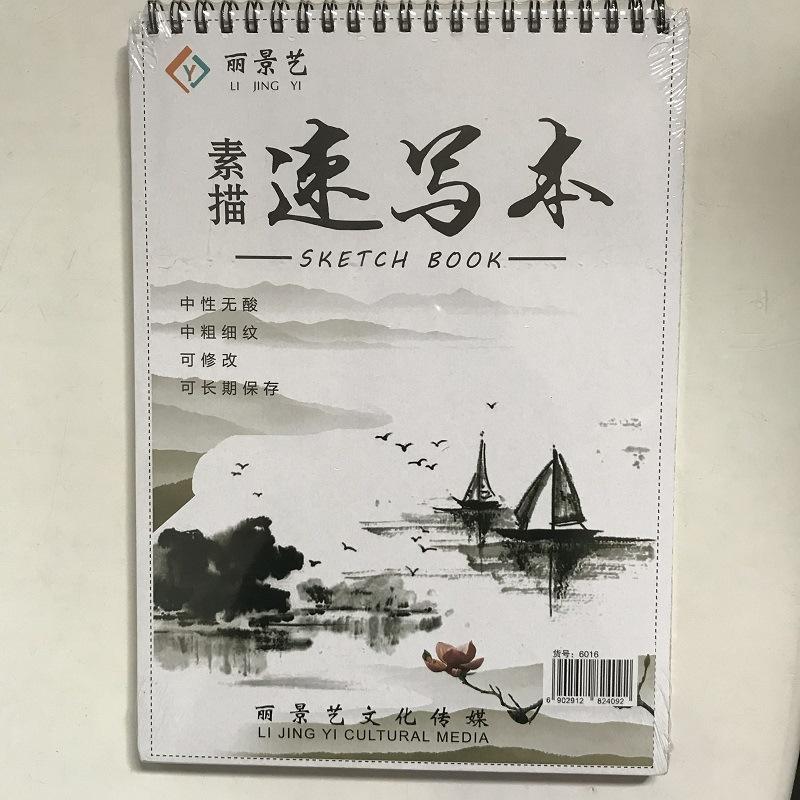 Y
丽景艺
LI JING YI
素描
速写本
SKETCH BOOK
中性无酸
中粗细纹
可修改
可长期保存
货号：6016
6 902912 824092
丽景艺文化传媒
LI JING YI CULTURAL MEDIA